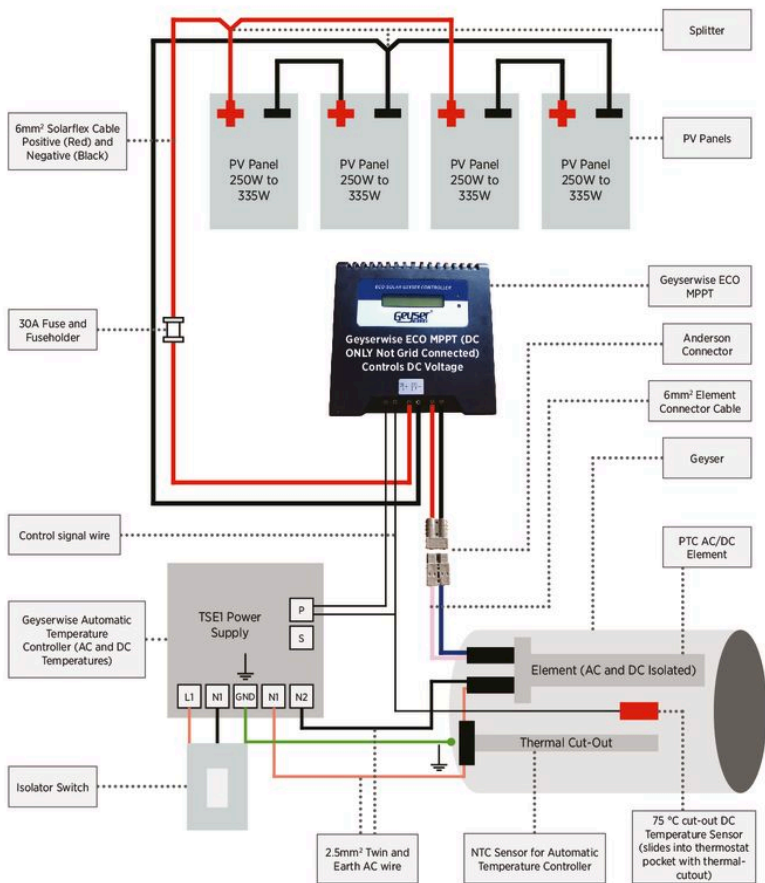 Splitter
6mm² Solarflex Cable
Positive (Red) and
Negative (Black)
PV Panel
250W to
335W
PV Panel
250W to
335W
PV Panel
250W to
335W
PV Panel
250W to
335W
PV Panels
ECO SOLAR GEYSER CONTROLLER
Geyser
Geyserwise ECO MPPT (DC
ONLY Not Grid Connected)
Controls DC Voltage
Geyserwise ECO
MPPT
30A Fuse and
Fuseholder
Anderson
Connector
6mm² Element
Connector Cable
Geyser
Control signal wire
PTC AC/DC
Element
Geyserwise Automatic
Temperature
Controller (AC and DC
Temperatures)
TSE1 Power
Supply
P
S
L1
N1
GND
N1
N2
Element (AC and DC Isolated)
Thermal Cut-Out
Isolator Switch
2.5mm² Twin and
Earth AC wire
NTC Sensor for Automatic
Temperature Controller
75 °C cut-out DC
Temperature Sensor
(slides into thermostat
pocket with thermal-
cutout)